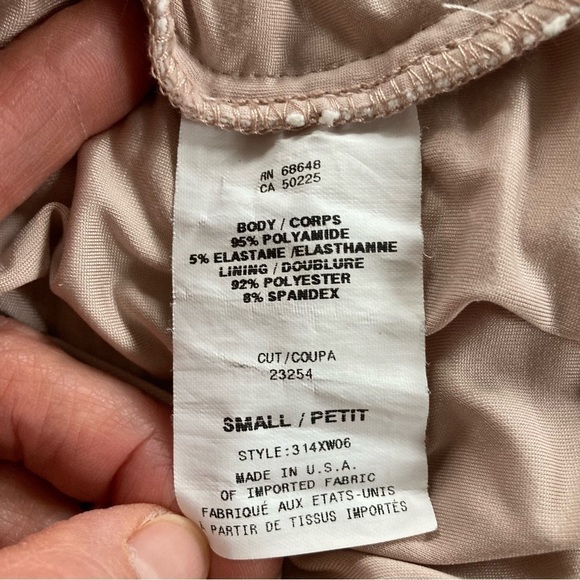 RN 68648
CA 50225
BODY / CORPS
95% POLYAMIDE
5% ELASTANE /ELASTHANNE
LINING / DOUBLURE
92% POLYESTER
8% SPANDEX
CUT/COUPA
23254
SMALL / PETIT
STYLE:314XW06
MADE IN U.S.A.
OF IMPORTED FABRIC
FABRIQUÉ AUX ETATS-UNIS
À PARTIR DE TISSUS IMPORTÉS